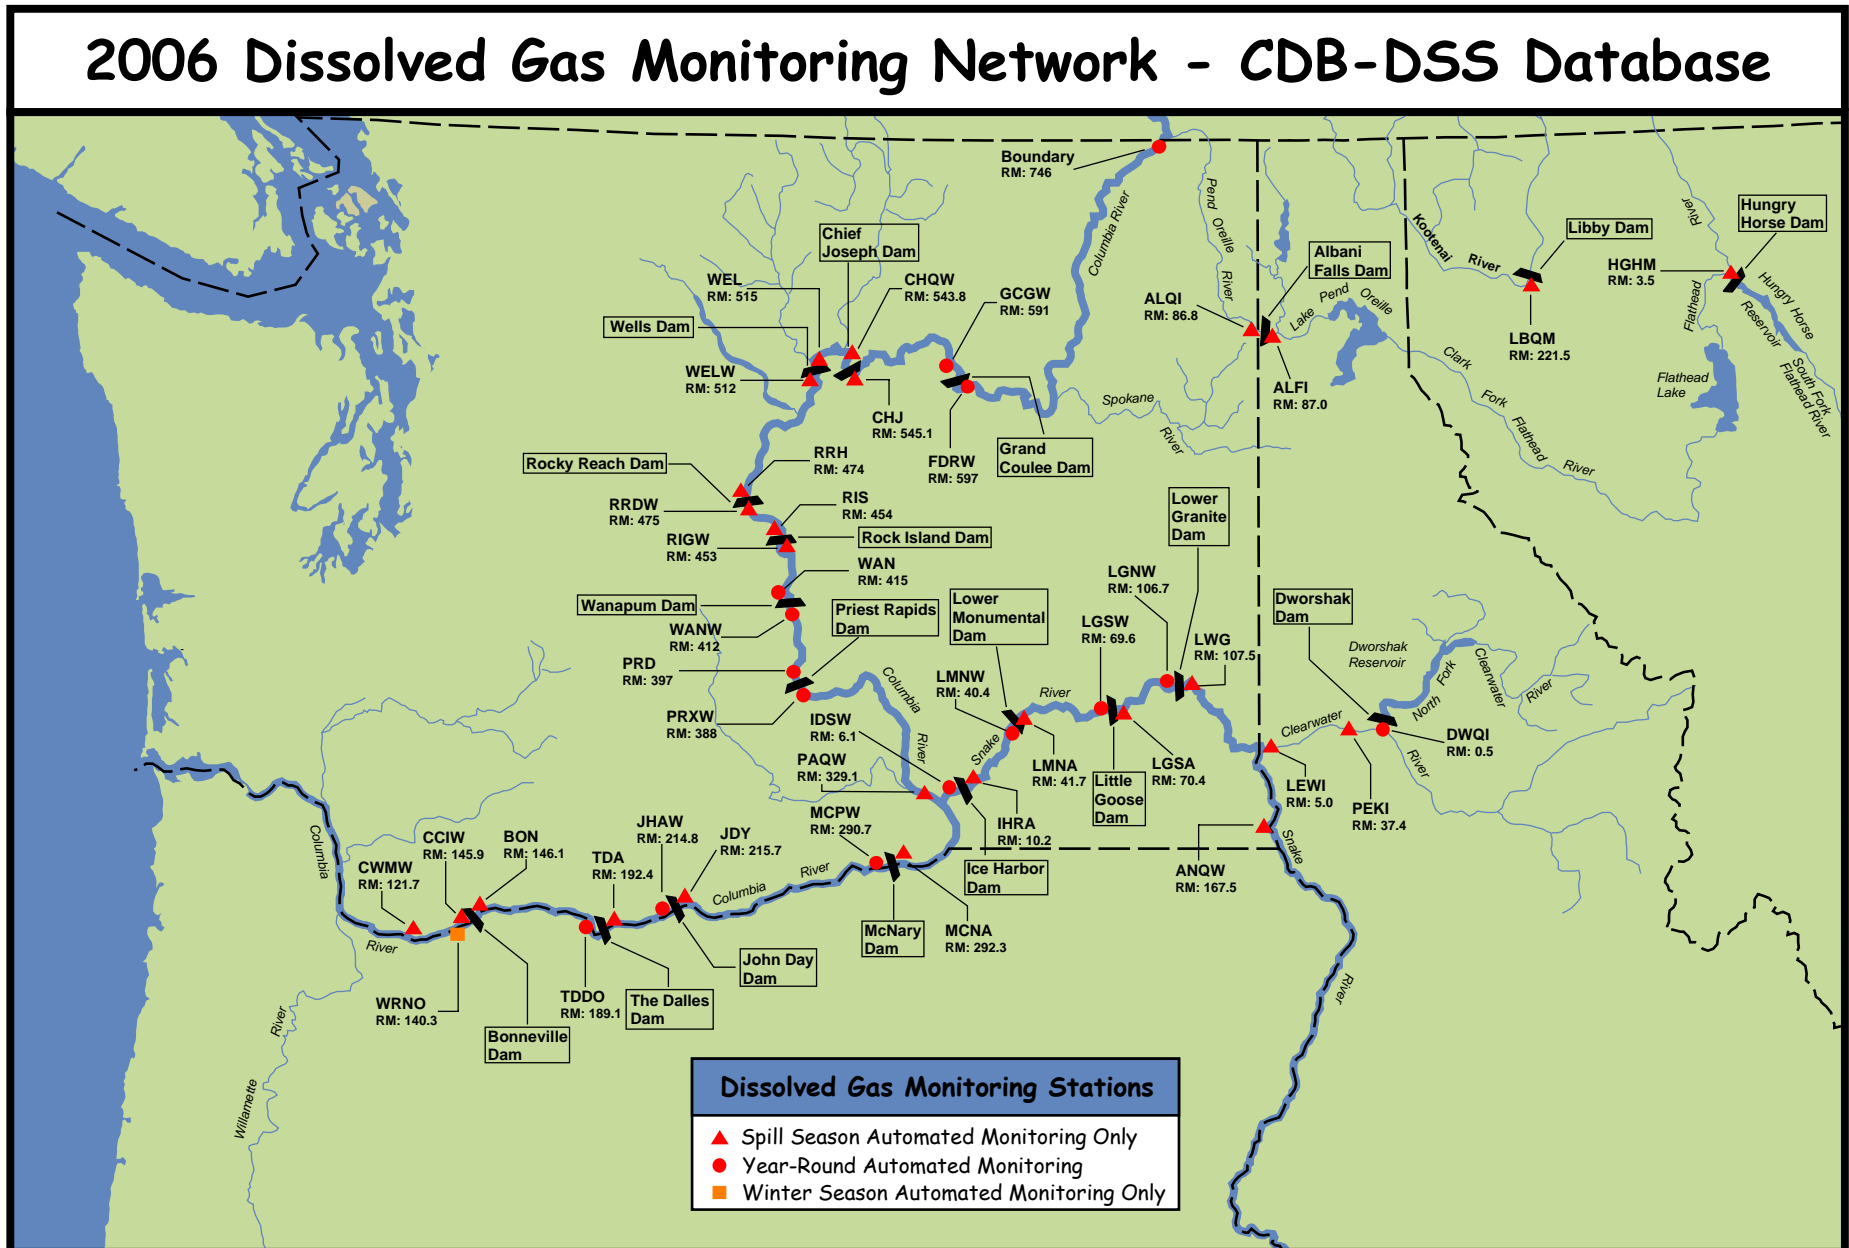 2006 Dissolved Gas Monitoring Network - CDB-DSS Database
Boundary
RM: 746
Columbia River
Pend Oreille River
Kootenai River
River
Libby Dam
Hungry
Horse Dam
HGHM
RM: 3.5
Flathead
Hungry Horse
Reservoir
South Fork
Flathead River
LBQM
RM: 221.5
Flathead
Lake
Albani
Falls Dam
ALQI
RM: 86.8
Lake Pend Oreille
ALFI
RM: 87.0
Clark
Fork
Flathead
River
Spokane
River
Chief
Joseph Dam
WEL
RM: 515
CHQW
RM: 543.8
GCGW
RM: 591
Wells Dam
WELW
RM: 512
CHJ
RM: 545.1
FDRW
RM: 597
Grand
Coulee Dam
Rocky Reach Dam
RRH
RM: 474
RRDW
RM: 475
RIS
RM: 454
RIGW
RM: 453
Rock Island Dam
WAN
RM: 415
Wanapum Dam
WANW
RM: 412
Priest Rapids
Dam
PRD
RM: 397
PRXW
RM: 388
Columbia
River
IDSW
RM: 6.1
PAQW
RM: 329.1
MCPW
RM: 290.7
Lower
Monumental
Dam
LMNW
RM: 40.4
River
Snake
LMNA
RM: 41.7
IHRA
RM: 10.2
Ice Harbor
Dam
LGNW
RM: 106.7
Lower
Granite
Dam
LGSW
RM: 69.6
LWG
RM: 107.5
LGSA
RM: 70.4
Little
Goose
Dam
Dworshak
Dam
Dworshak
Reservoir
North Fork
Clearwater
River
Clearwater
River
DWQI
RM: 0.5
LEWI
RM: 5.0
PEKI
RM: 37.4
ANQW
RM: 167.5
Snake
River
Columbia
River
CWMW
RM: 121.7
CCIW
RM: 145.9
BON
RM: 146.1
WRNO
RM: 140.3
Bonneville
Dam
TDA
RM: 192.4
TDDO
RM: 189.1
The Dalles
Dam
JHAW
RM: 214.8
JDY
RM: 215.7
John Day
Dam
Columbia
River
McNary
Dam
MCNA
RM: 292.3
River
Willamette
Dissolved Gas Monitoring Stations
Spill Season Automated Monitoring Only
Year-Round Automated Monitoring
Winter Season Automated Monitoring Only